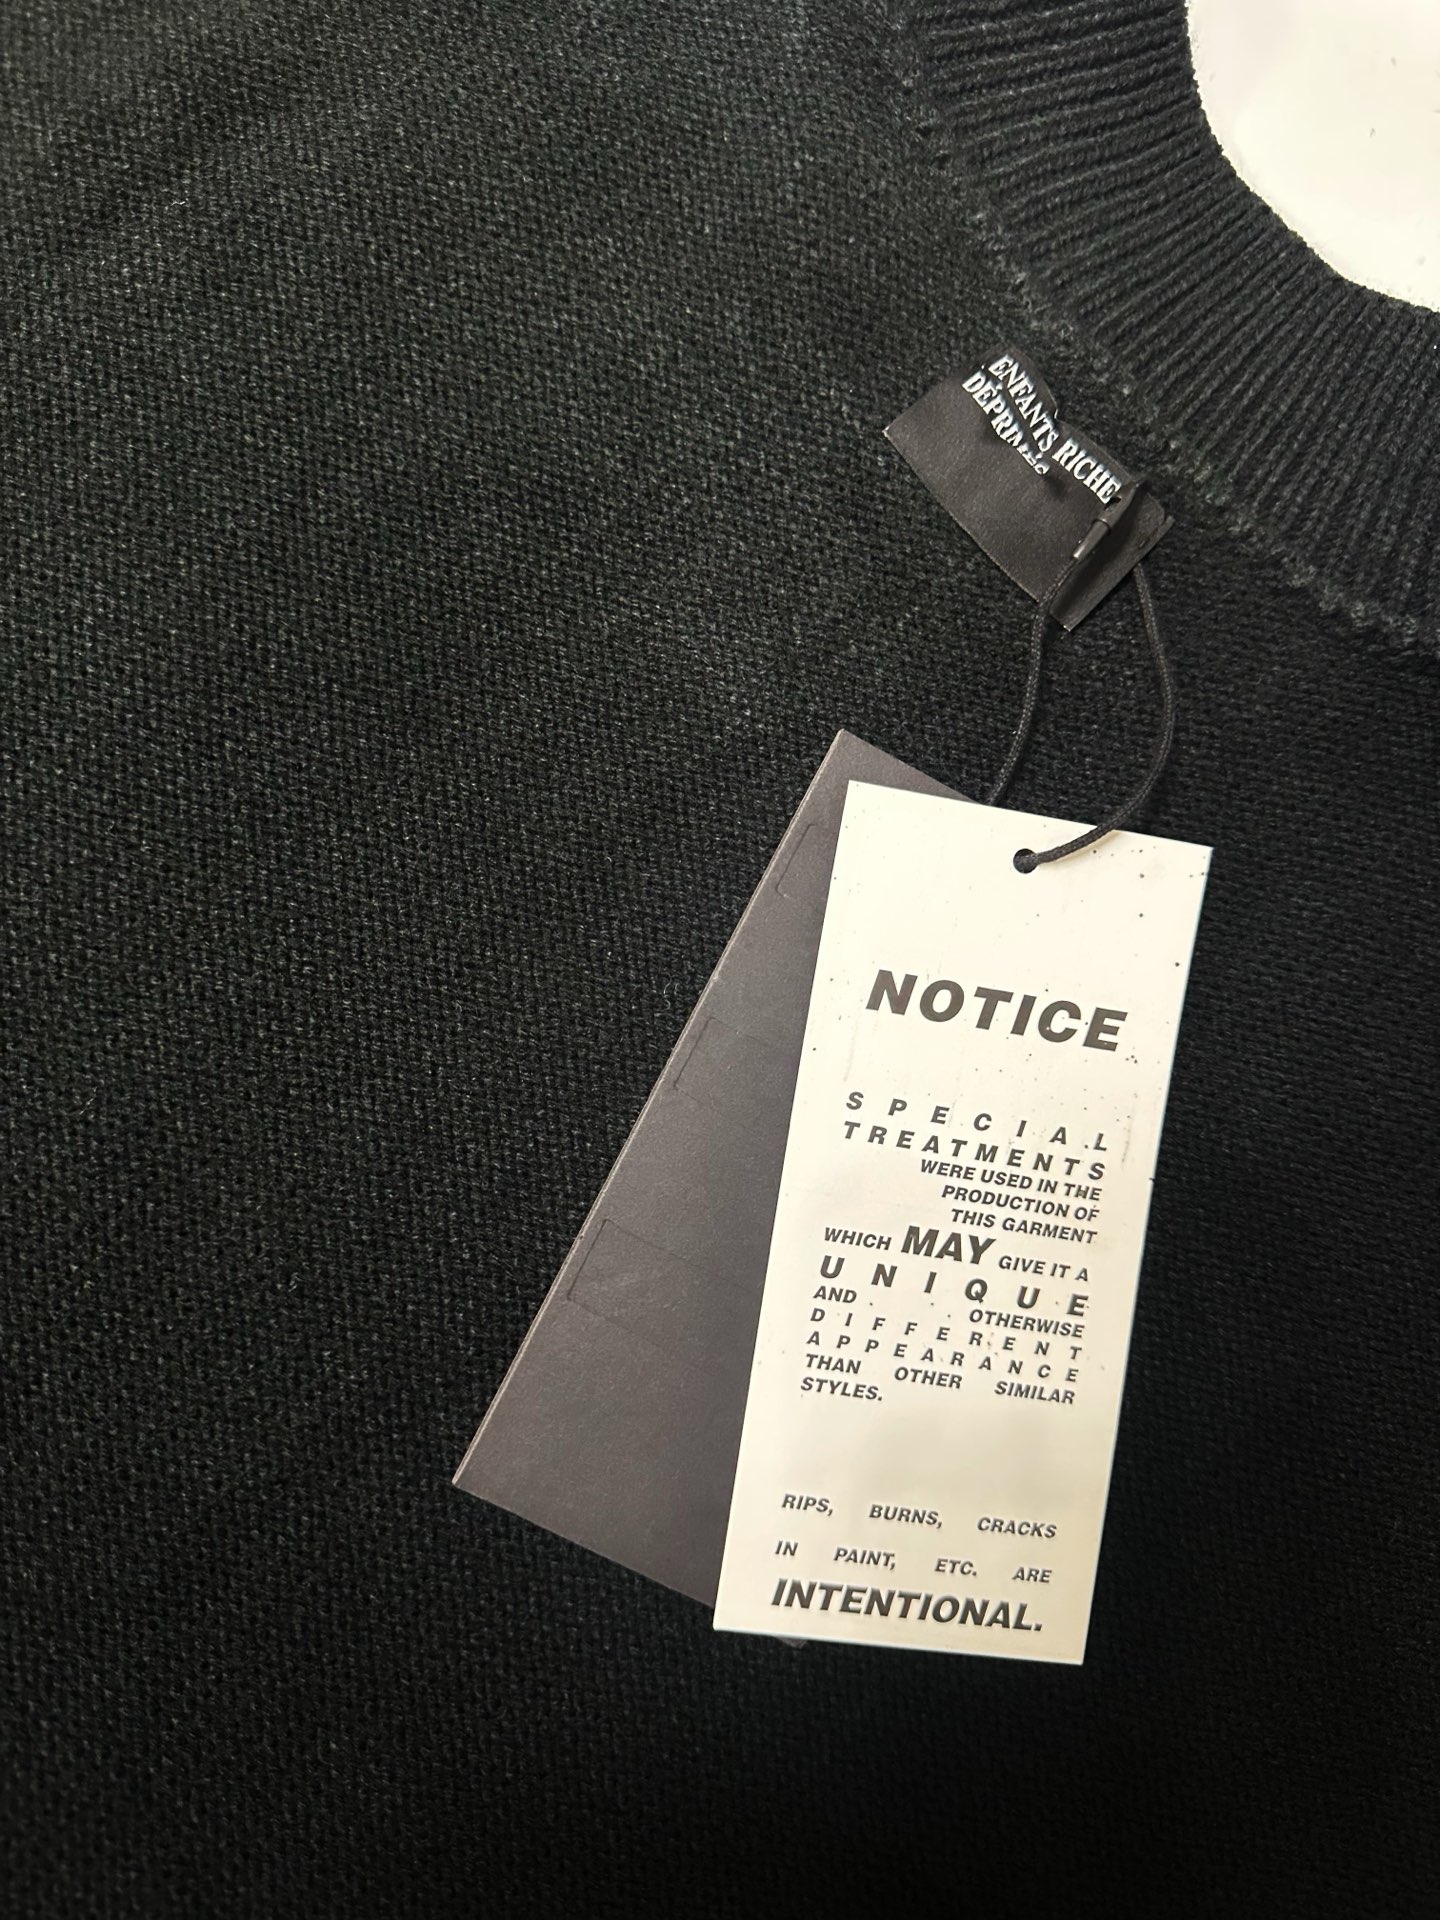 ENFANTS RICHE
DÉPRIMÉS
NOTICE
SPECIAL
TREATMENTS
WERE USED IN THE
PRODUCTION OF
THIS GARMENT
WHICH MAY GIVE IT A
UNIQUE
AND OTHERWISE
DIFFERENT
APPEARANCE
THAN OTHER SIMILAR
STYLES.
RIPS, BURNS, CRACKS
IN PAINT, ETC. ARE
INTENTIONAL.